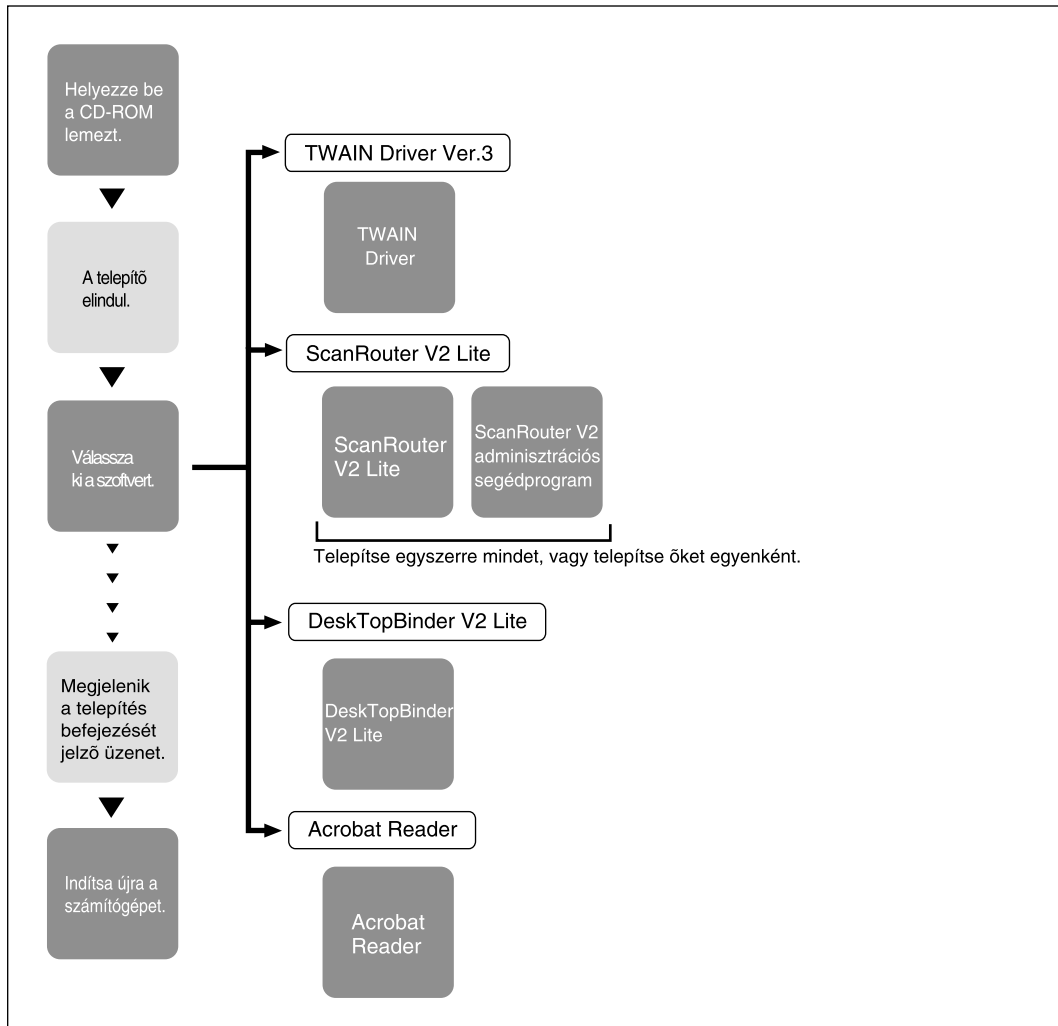 Helyezze be
a CD-ROM
lemezt.
A telepítõ
elindul.
Válassza
ki a szoftvert.
Megjelenik
a telepítés
befejezését
jelzõ üzenet.
Indítsa újra a
számítógépet.
TWAIN Driver Ver.3
TWAIN
Driver
ScanRouter V2 Lite
ScanRouter
V2 Lite
ScanRouter V2
adminisztrációs
segédprogram
Telepítse egyszerre mindet, vagy telepítse õket egyenként.
DeskTopBinder V2 Lite
DeskTopBinder
V2 Lite
Acrobat Reader
Acrobat
Reader